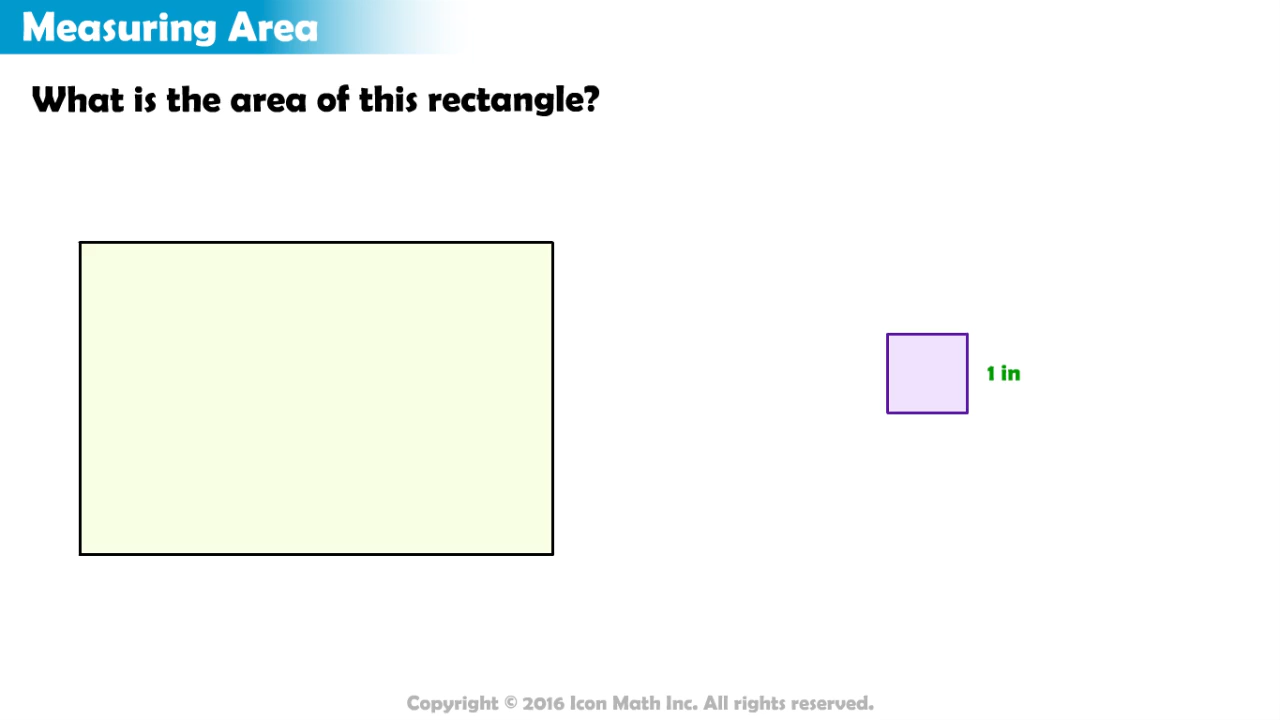 Measuring Area
What is the area of this rectangle?
1 in
Copyright © 2016 Icon Math Inc. All rights reserved.